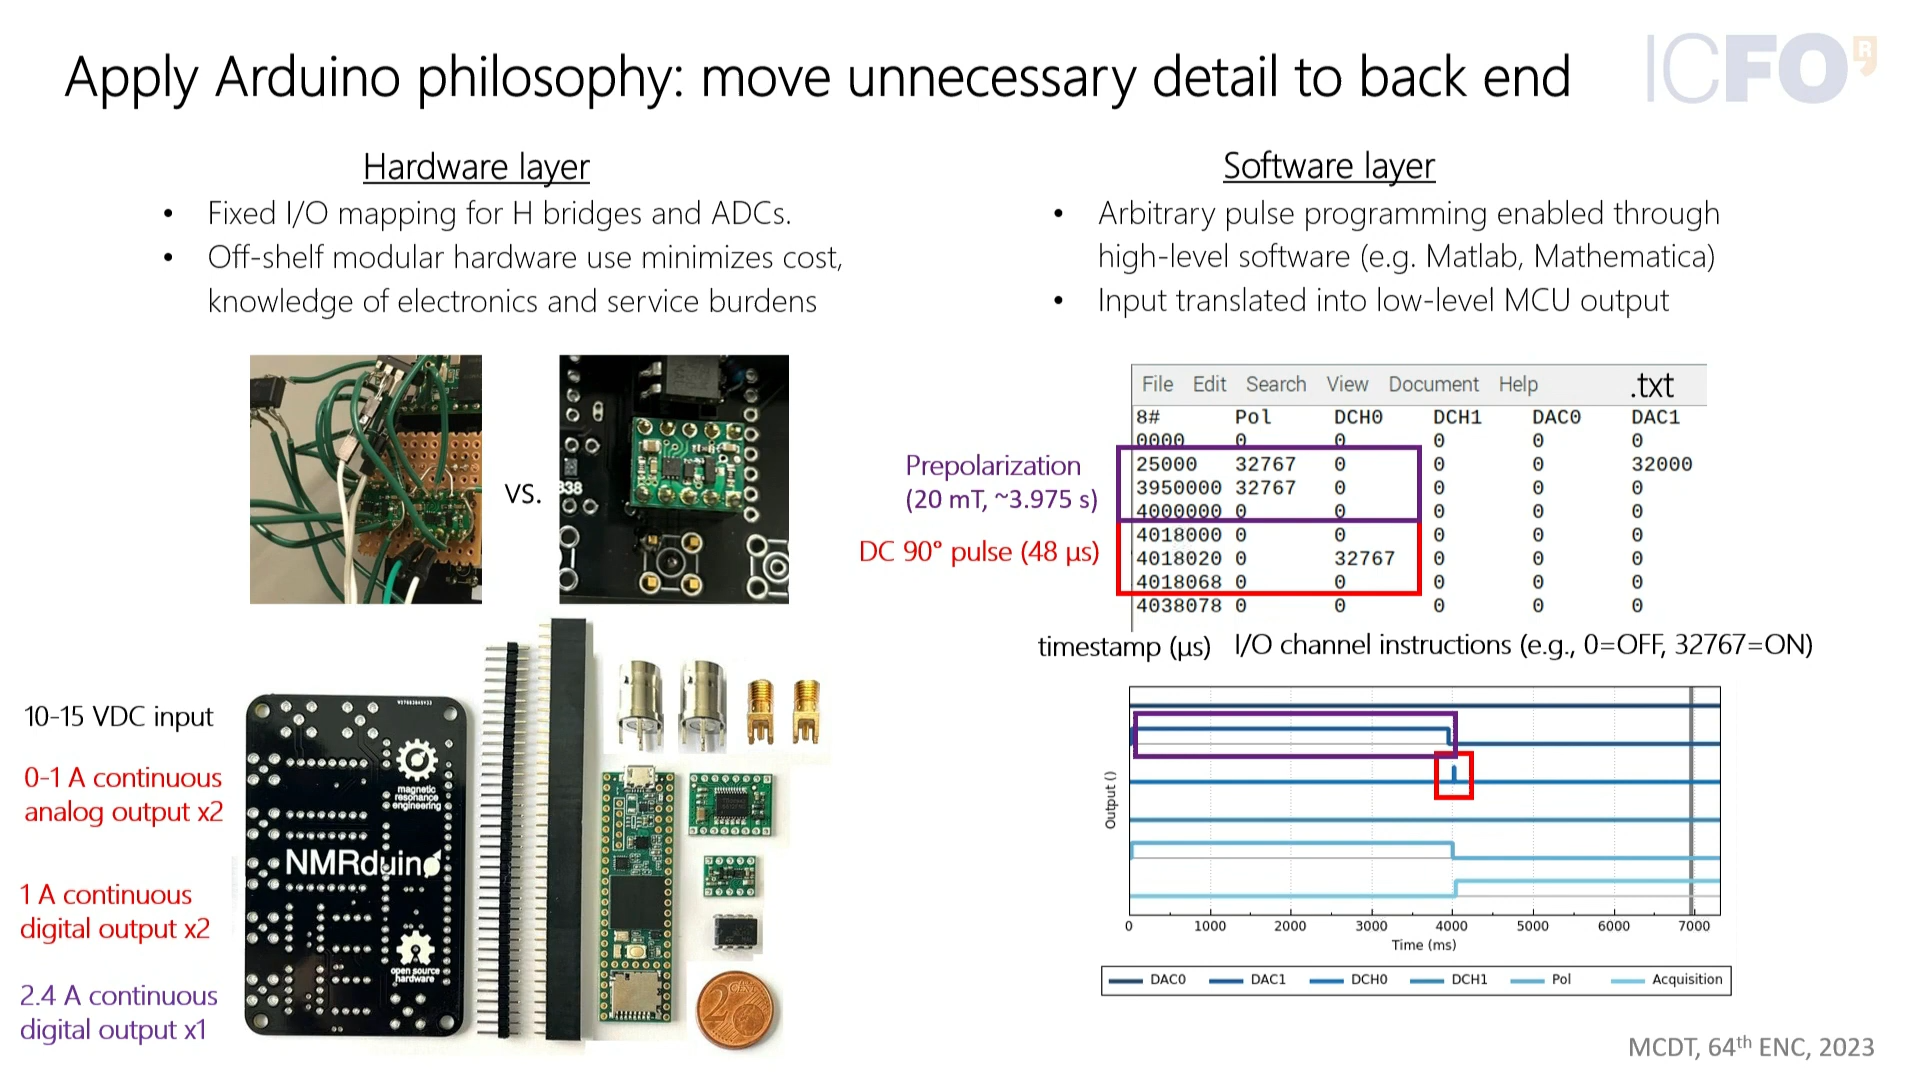 Apply Arduino philosophy: move unnecessary detail to back end
ICFO R
Hardware layer
• Fixed I/O mapping for H bridges and ADCs.
• Off-shelf modular hardware use minimizes cost,
knowledge of electronics and service burdens
vs.
338
10-15 VDC input
0-1 A continuous
analog output x2
1 A continuous
digital output x2
2.4 A continuous
digital output x1
magnetic
resonance
engineering
NMRduino
open source
hardware
2
Software layer
• Arbitrary pulse programming enabled through
high-level software (e.g. Matlab, Mathematica)
• Input translated into low-level MCU output
File Edit Search View Document Help .txt
8# Pol DCH0 DCH1 DAC0 DAC1
0000 0 0 0 0 0
25000 32767 0 0 0 32000
3950000 32767 0 0 0 0
4000000 0 0 0 0 0
4018000 0 0 0 0 0
4018020 0 32767 0 0 0
4018068 0 0 0 0 0
4038078 0 0 0 0 0
Prepolarization
(20 mT, ~3.975 s)
DC 90° pulse (48 µs)
timestamp (µs) I/O channel instructions (e.g., 0=OFF, 32767=ON)
Output ()
0 1000 2000 3000 4000 5000 6000 7000
Time (ms)
DAC0 DAC1 DCH0 DCH1 Pol Acquisition
MCDT, 64th ENC, 2023